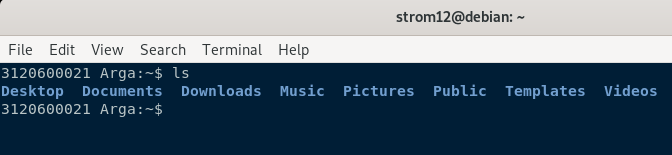 strom12@debian: ~
File Edit View Search Terminal Help
3120600021 Arga:~$ ls
Desktop Documents Downloads Music Pictures Public Templates Videos
3120600021 Arga:~$